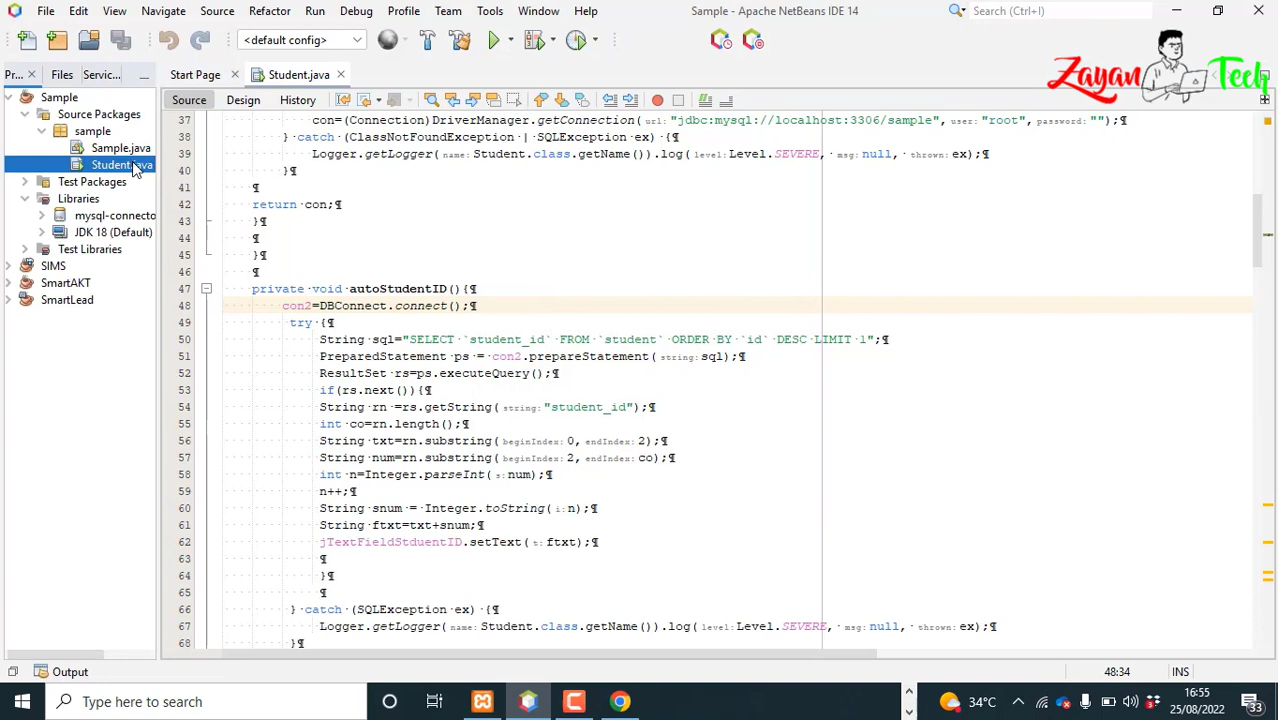 File Edit View Navigate Source Refactor Run Debug Profile Team Tools Window Help Sample - Apache NetBeans IDE 14 Search (Ctrl+I)
<default config>
Zayan Tech
Pr... Files Servic... Start Page Student.java
Source Design History
Sample
Source Packages
sample
Sample.java
Student.java
Test Packages
Libraries
mysql-connecto
JDK 18 (Default)
Test Libraries
SIMS
SmartAKT
SmartLead
37 con=(Connection)DriverManager.getConnection(url:"jdbc:mysql://localhost:3306/sample", user:"root", password:"");¶
38 } catch (ClassNotFoundException | SQLException ex) {¶
39 Logger.getLogger(name:Student.class.getName()).log(level:Level.SEVERE, msg:null, thrown:ex);¶
40 }¶
41 ¶
42 return con;¶
43 }¶
44 ¶
45 }¶
46 ¶
47 private void autoStudentID(){¶
48 con2=DBConnect.connect();¶
49 try {¶
50 String sql="SELECT `student_id` FROM `student` ORDER BY `id` DESC LIMIT 1";¶
51 PreparedStatement ps = con2.prepareStatement(string:sql);¶
52 ResultSet rs=ps.executeQuery();¶
53 if(rs.next()){¶
54 String rn =rs.getString(string:"student_id");¶
55 int co=rn.length();¶
56 String txt=rn.substring(beginIndex:0, endIndex:2);¶
57 String num=rn.substring(beginIndex:2, endIndex:co);¶
58 int n=Integer.parseInt(s:num);¶
59 n++;¶
60 String snum = Integer.toString(i:n);¶
61 String ftxt=txt+snum;¶
62 jTextFieldStduentID.setText(t:ftxt);¶
63 ¶
64 }¶
65 ¶
66 } catch (SQLException ex) {¶
67 Logger.getLogger(name:Student.class.getName()).log(level:Level.SEVERE, msg:null, thrown:ex);¶
68 }¶
Output 48:34 INS
Type here to search 34°C 16:55
25/08/2022 33